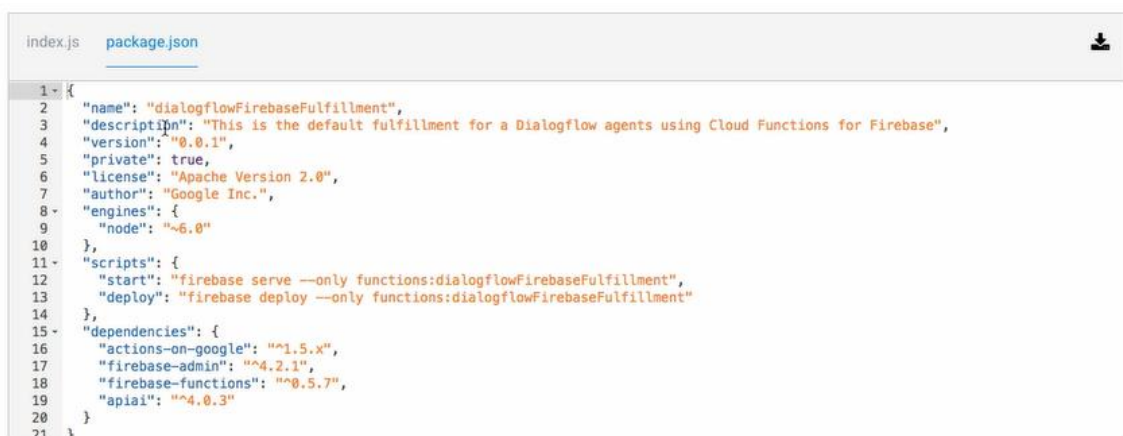 index.js package.json
1 {
2 "name": "dialogflowFirebaseFulfillment",
3 "description": "This is the default fulfillment for a Dialogflow agents using Cloud Functions for Firebase",
4 "version": "0.0.1",
5 "private": true,
6 "license": "Apache Version 2.0",
7 "author": "Google Inc.",
8 "engines": {
9 "node": "~6.0"
10 },
11 "scripts": {
12 "start": "firebase serve --only functions:dialogflowFirebaseFulfillment",
13 "deploy": "firebase deploy --only functions:dialogflowFirebaseFulfillment"
14 },
15 "dependencies": {
16 "actions-on-google": "^1.5.x",
17 "firebase-admin": "^4.2.1",
18 "firebase-functions": "^0.5.7",
19 "apiai": "^4.0.3"
20 }
21 }